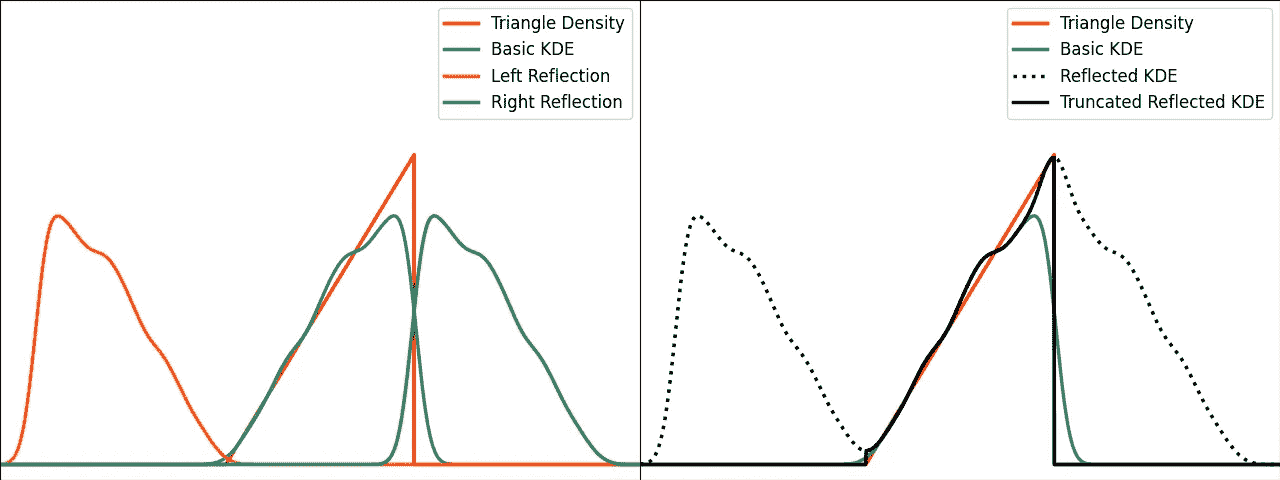 Triangle Density
Basic KDE
Left Reflection
Right Reflection
Triangle Density
Basic KDE
Reflected KDE
Truncated Reflected KDE